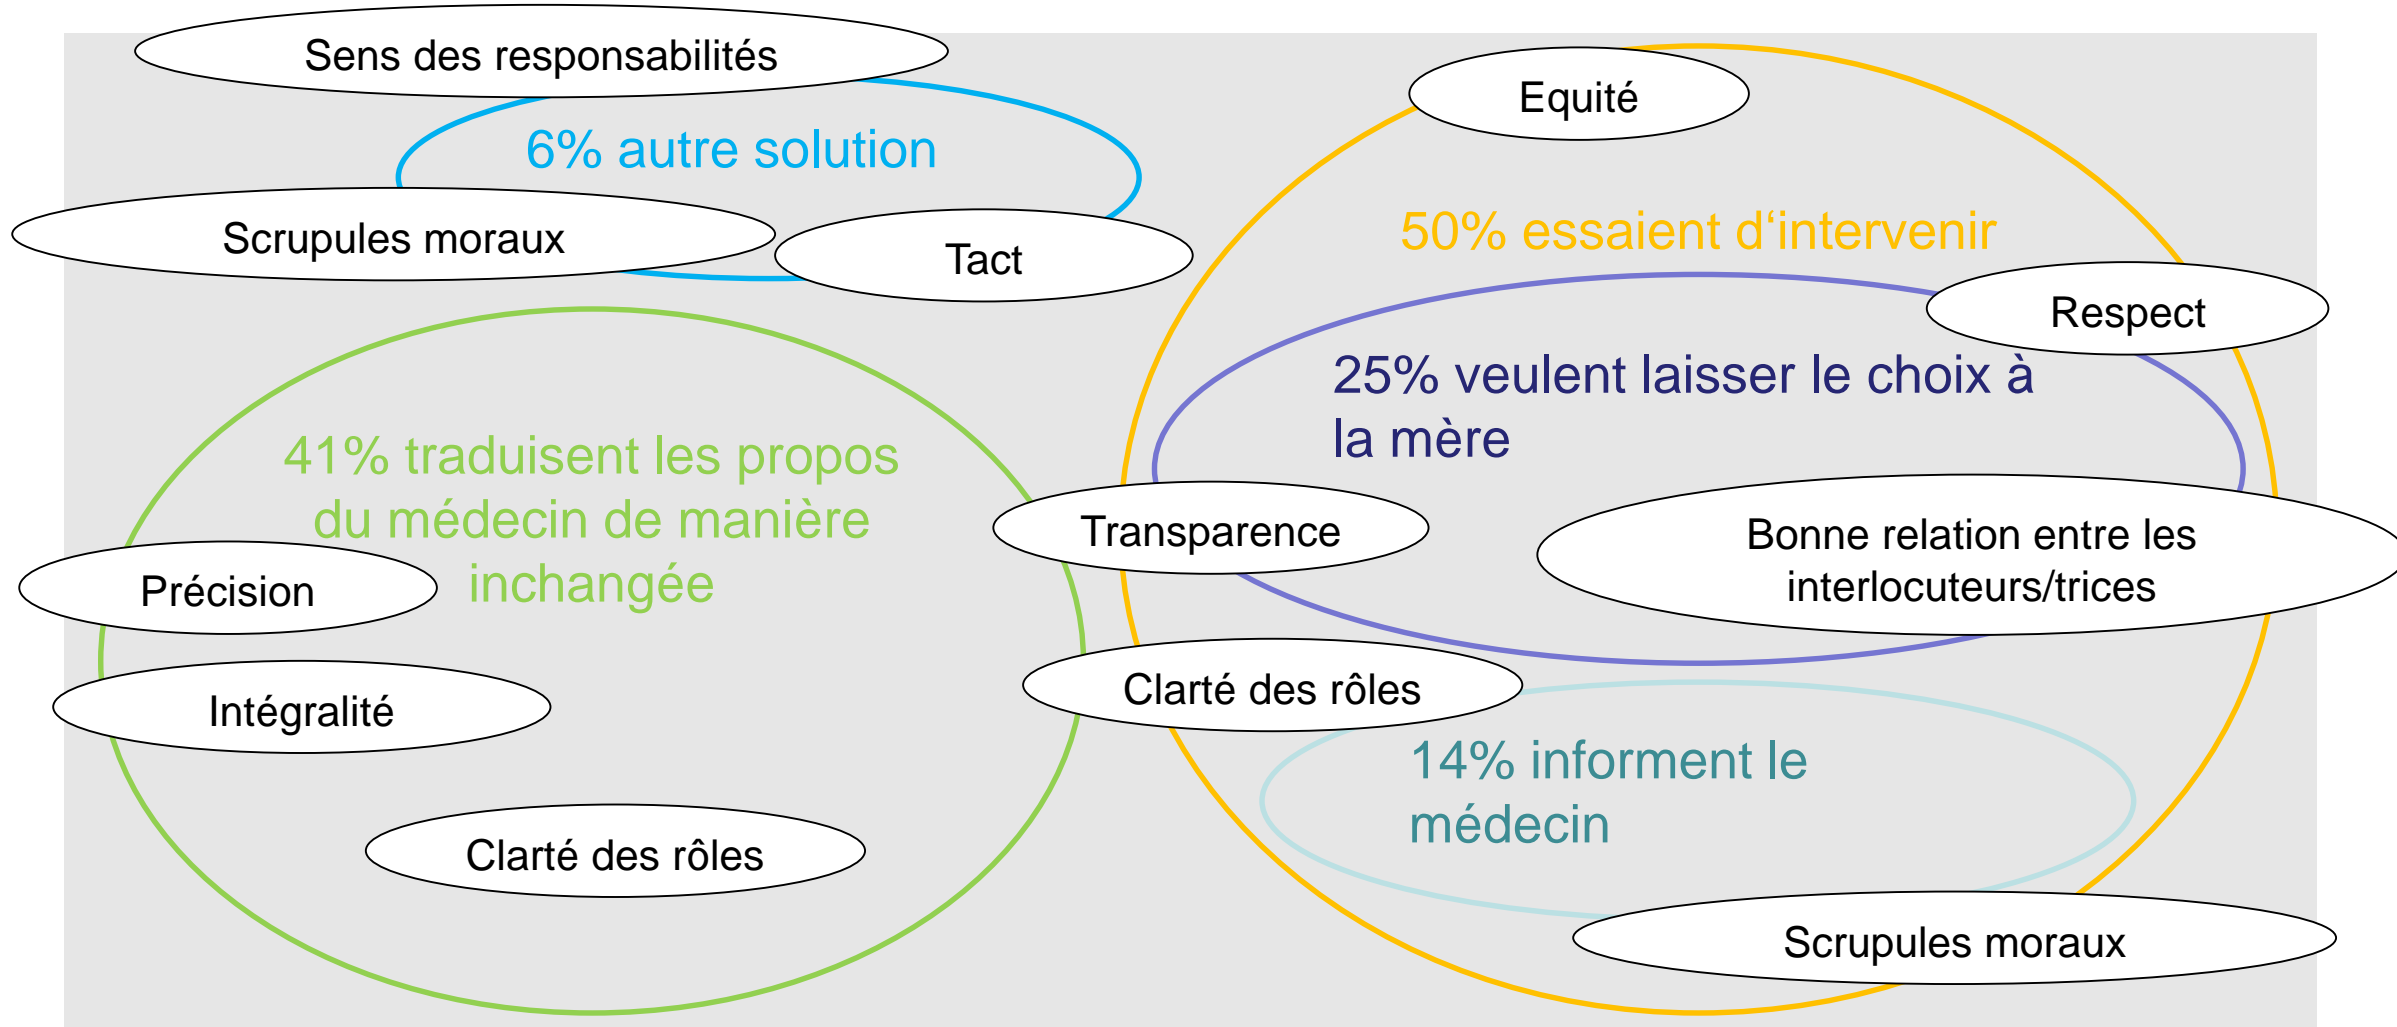 Sens des responsabilités
6% autre solution
Scrupules moraux
Tact
Equité
50% essaient d‘intervenir
Respect
25% veulent laisser le choix à
la mère
41% traduisent les propos
du médecin de manière
inchangée
Transparence
Bonne relation entre les
interlocuteurs/trices
Précision
Intégralité
Clarté des rôles
14% informent le
médecin
Clarté des rôles
Scrupules moraux